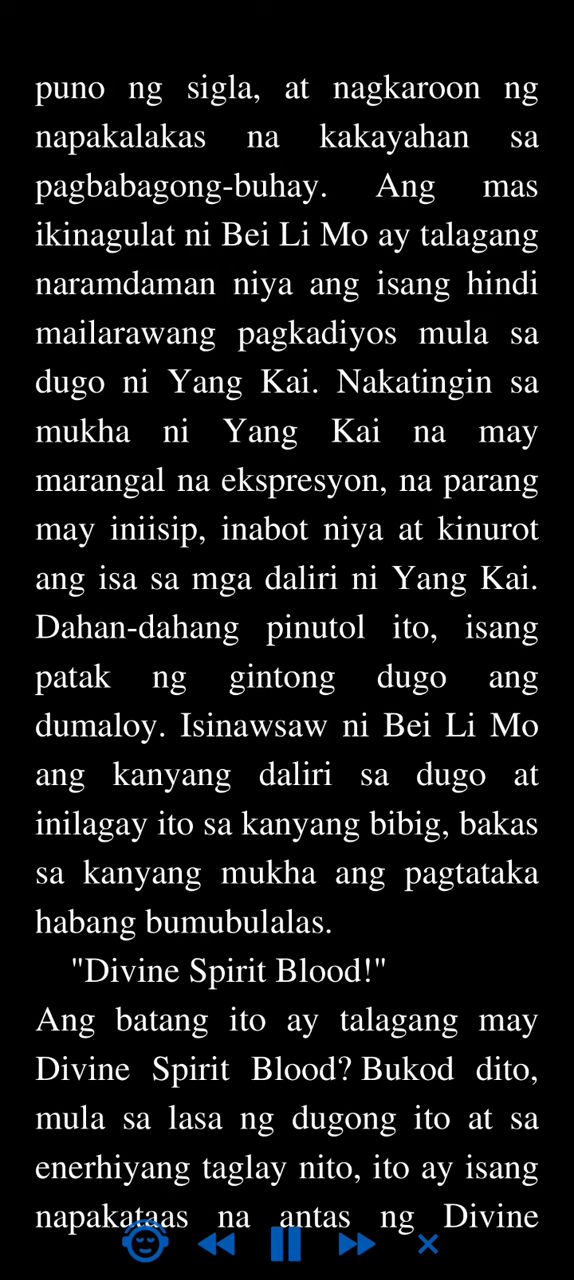 puno ng sigla, at nagkaroon ng
napakalakas na kakayahan sa
pagbabagong-buhay. Ang mas
ikinagulat ni Bei Li Mo ay talagang
naramdaman niya ang isang hindi
mailarawang pagkadiyos mula sa
dugo ni Yang Kai. Nakatingin sa
mukha ni Yang Kai na may
marangal na ekspresyon, na parang
may iniisip, inabot niya at kinurot
ang isa sa mga daliri ni Yang Kai.
Dahan-dahang pinutol ito, isang
patak ng gintong dugo ang
dumaloy. Isinawsaw ni Bei Li Mo
ang kanyang daliri sa dugo at
inilagay ito sa kanyang bibig, bakas
sa kanyang mukha ang pagtataka
habang bumubulalas.
"Divine Spirit Blood!"
Ang batang ito ay talagang may
Divine Spirit Blood? Bukod dito,
mula sa lasa ng dugong ito at sa
enerhiyang taglay nito, ito ay isang
napakataas na antas ng Divine